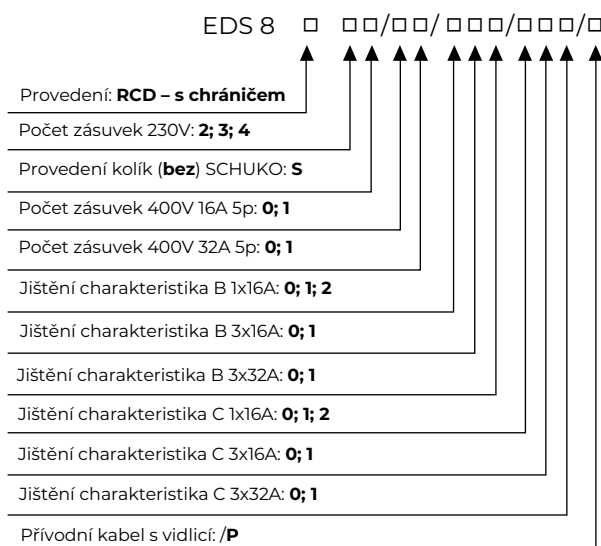 EDS 8 □ □□/□□/□□□/□□□/□
Provedení: RCD – s chráničem
Počet zásuvek 230V: 2; 3; 4
Provedení kolík (bez) SCHUKO: S
Počet zásuvek 400V 16A 5p: 0; 1
Počet zásuvek 400V 32A 5p: 0; 1
Jištění charakteristika B 1x16A: 0; 1; 2
Jištění charakteristika B 3x16A: 0; 1
Jištění charakteristika B 3x32A: 0; 1
Jištění charakteristika C 1x16A: 0; 1; 2
Jištění charakteristika C 3x16A: 0; 1
Jištění charakteristika C 3x32A: 0; 1
Přívodní kabel s vidlicí: /P